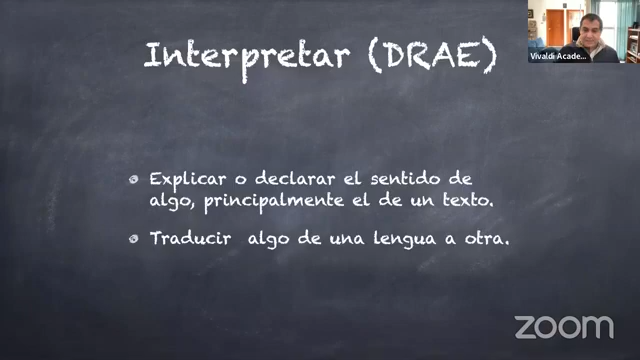 Interpretar (DRAE)
Vivaldi Acade...
Explicar o declarar el sentido de
algo, principalmente el de un texto.
Traducir algo de una lengua a otra.
zoom